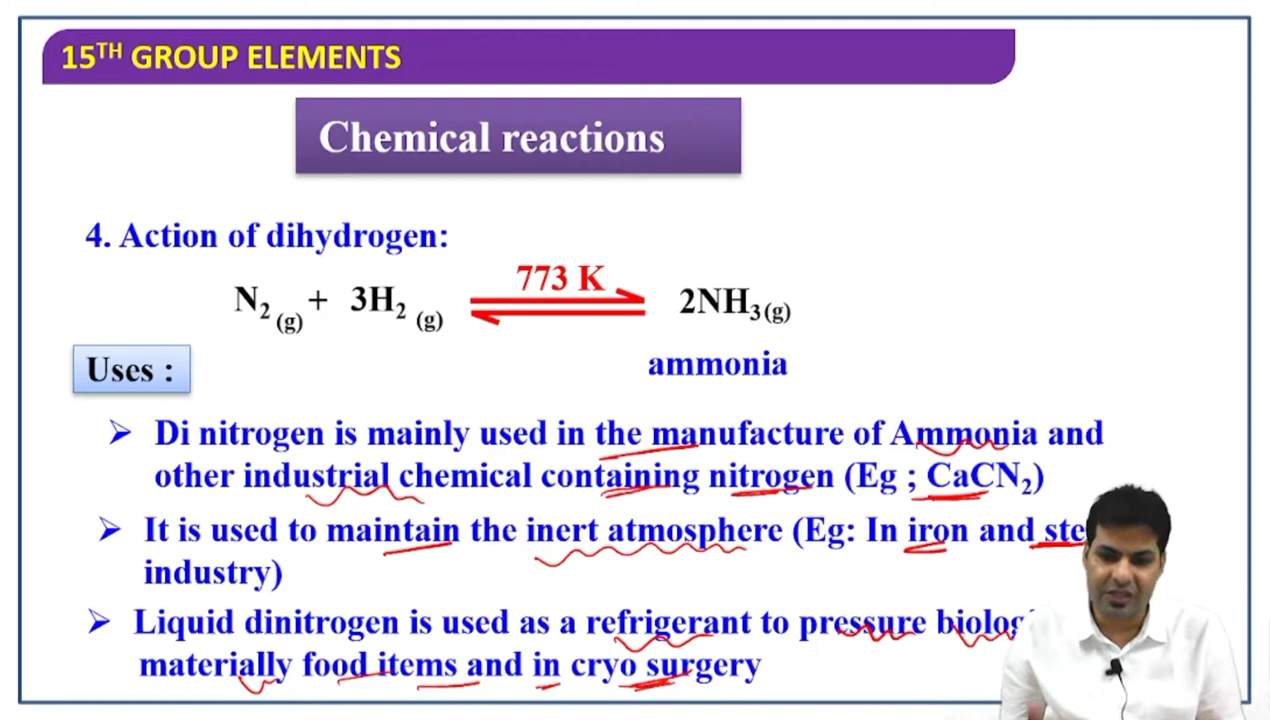 15TH GROUP ELEMENTS
Chemical reactions
4. Action of dihydrogen:
773 K
N2 (g) + 3H2 (g) ⇌ 2NH3(g)
ammonia
Uses :
➢ Di nitrogen is mainly used in the manufacture of Ammonia and
other industrial chemical containing nitrogen (Eg ; CaCN2)
➢ It is used to maintain the inert atmosphere (Eg: In iron and
industry)
➢ Liquid dinitrogen is used as a refrigerant to pressure
materially food items and in cryo surgery